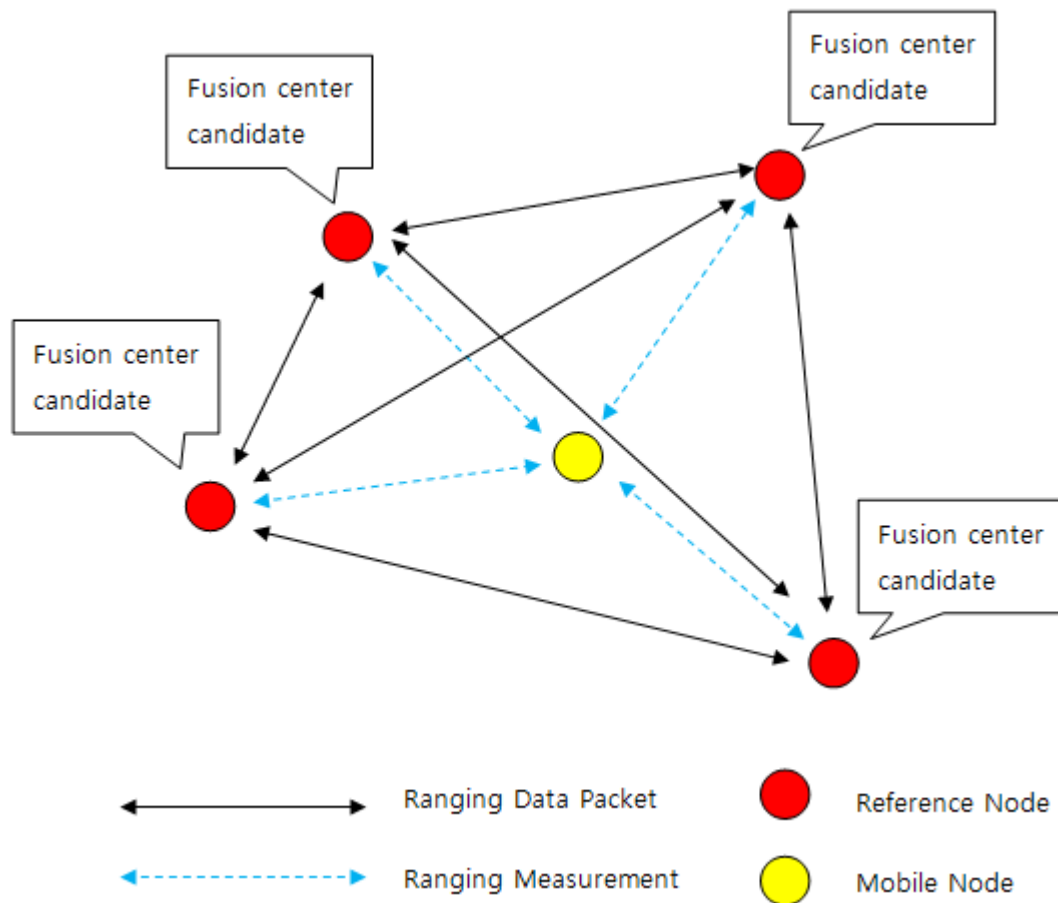 Fusion center
candidate
Fusion center
candidate
Fusion center
candidate
Fusion center
candidate
Ranging Data Packet
Reference Node
Ranging Measurement
Mobile Node